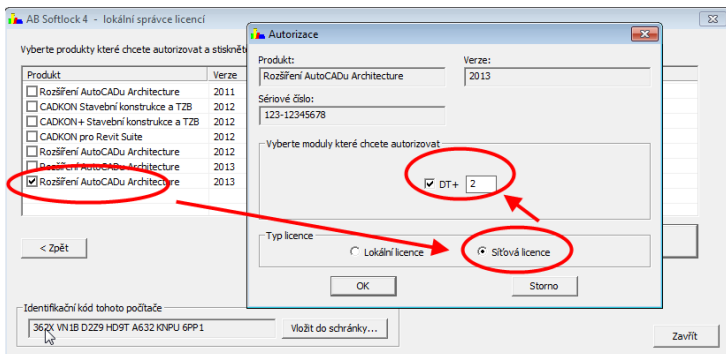 AB Softlock 4 - lokální správce licencí
Vyberte produkty které chcete autorizovat a stiskněte
Produkt Verze
Rozšíření AutoCADu Architecture 2011
CADKON Stavební konstrukce a TZB 2012
CADKON+ Stavební konstrukce a TZB 2012
CADKON pro Revit Suite 2012
Rozšíření AutoCADu Architecture 2012
Rozšíření AutoCADu Architecture 2013
Rozšíření AutoCADu Architecture 2013
< Zpět
Identifikační kód tohoto počítače
362X VN1B D2Z9 HD9T A632 KNPU 6PP1
Vložit do schránky...
Zavřít
Autorizace
Produkt: Verze:
Rozšíření AutoCADu Architecture 2013
Sériové číslo:
123-12345678
Vyberte moduly které chcete autorizovat
DT+ 2
Typ licence
Lokální licence Síťová licence
OK Storno